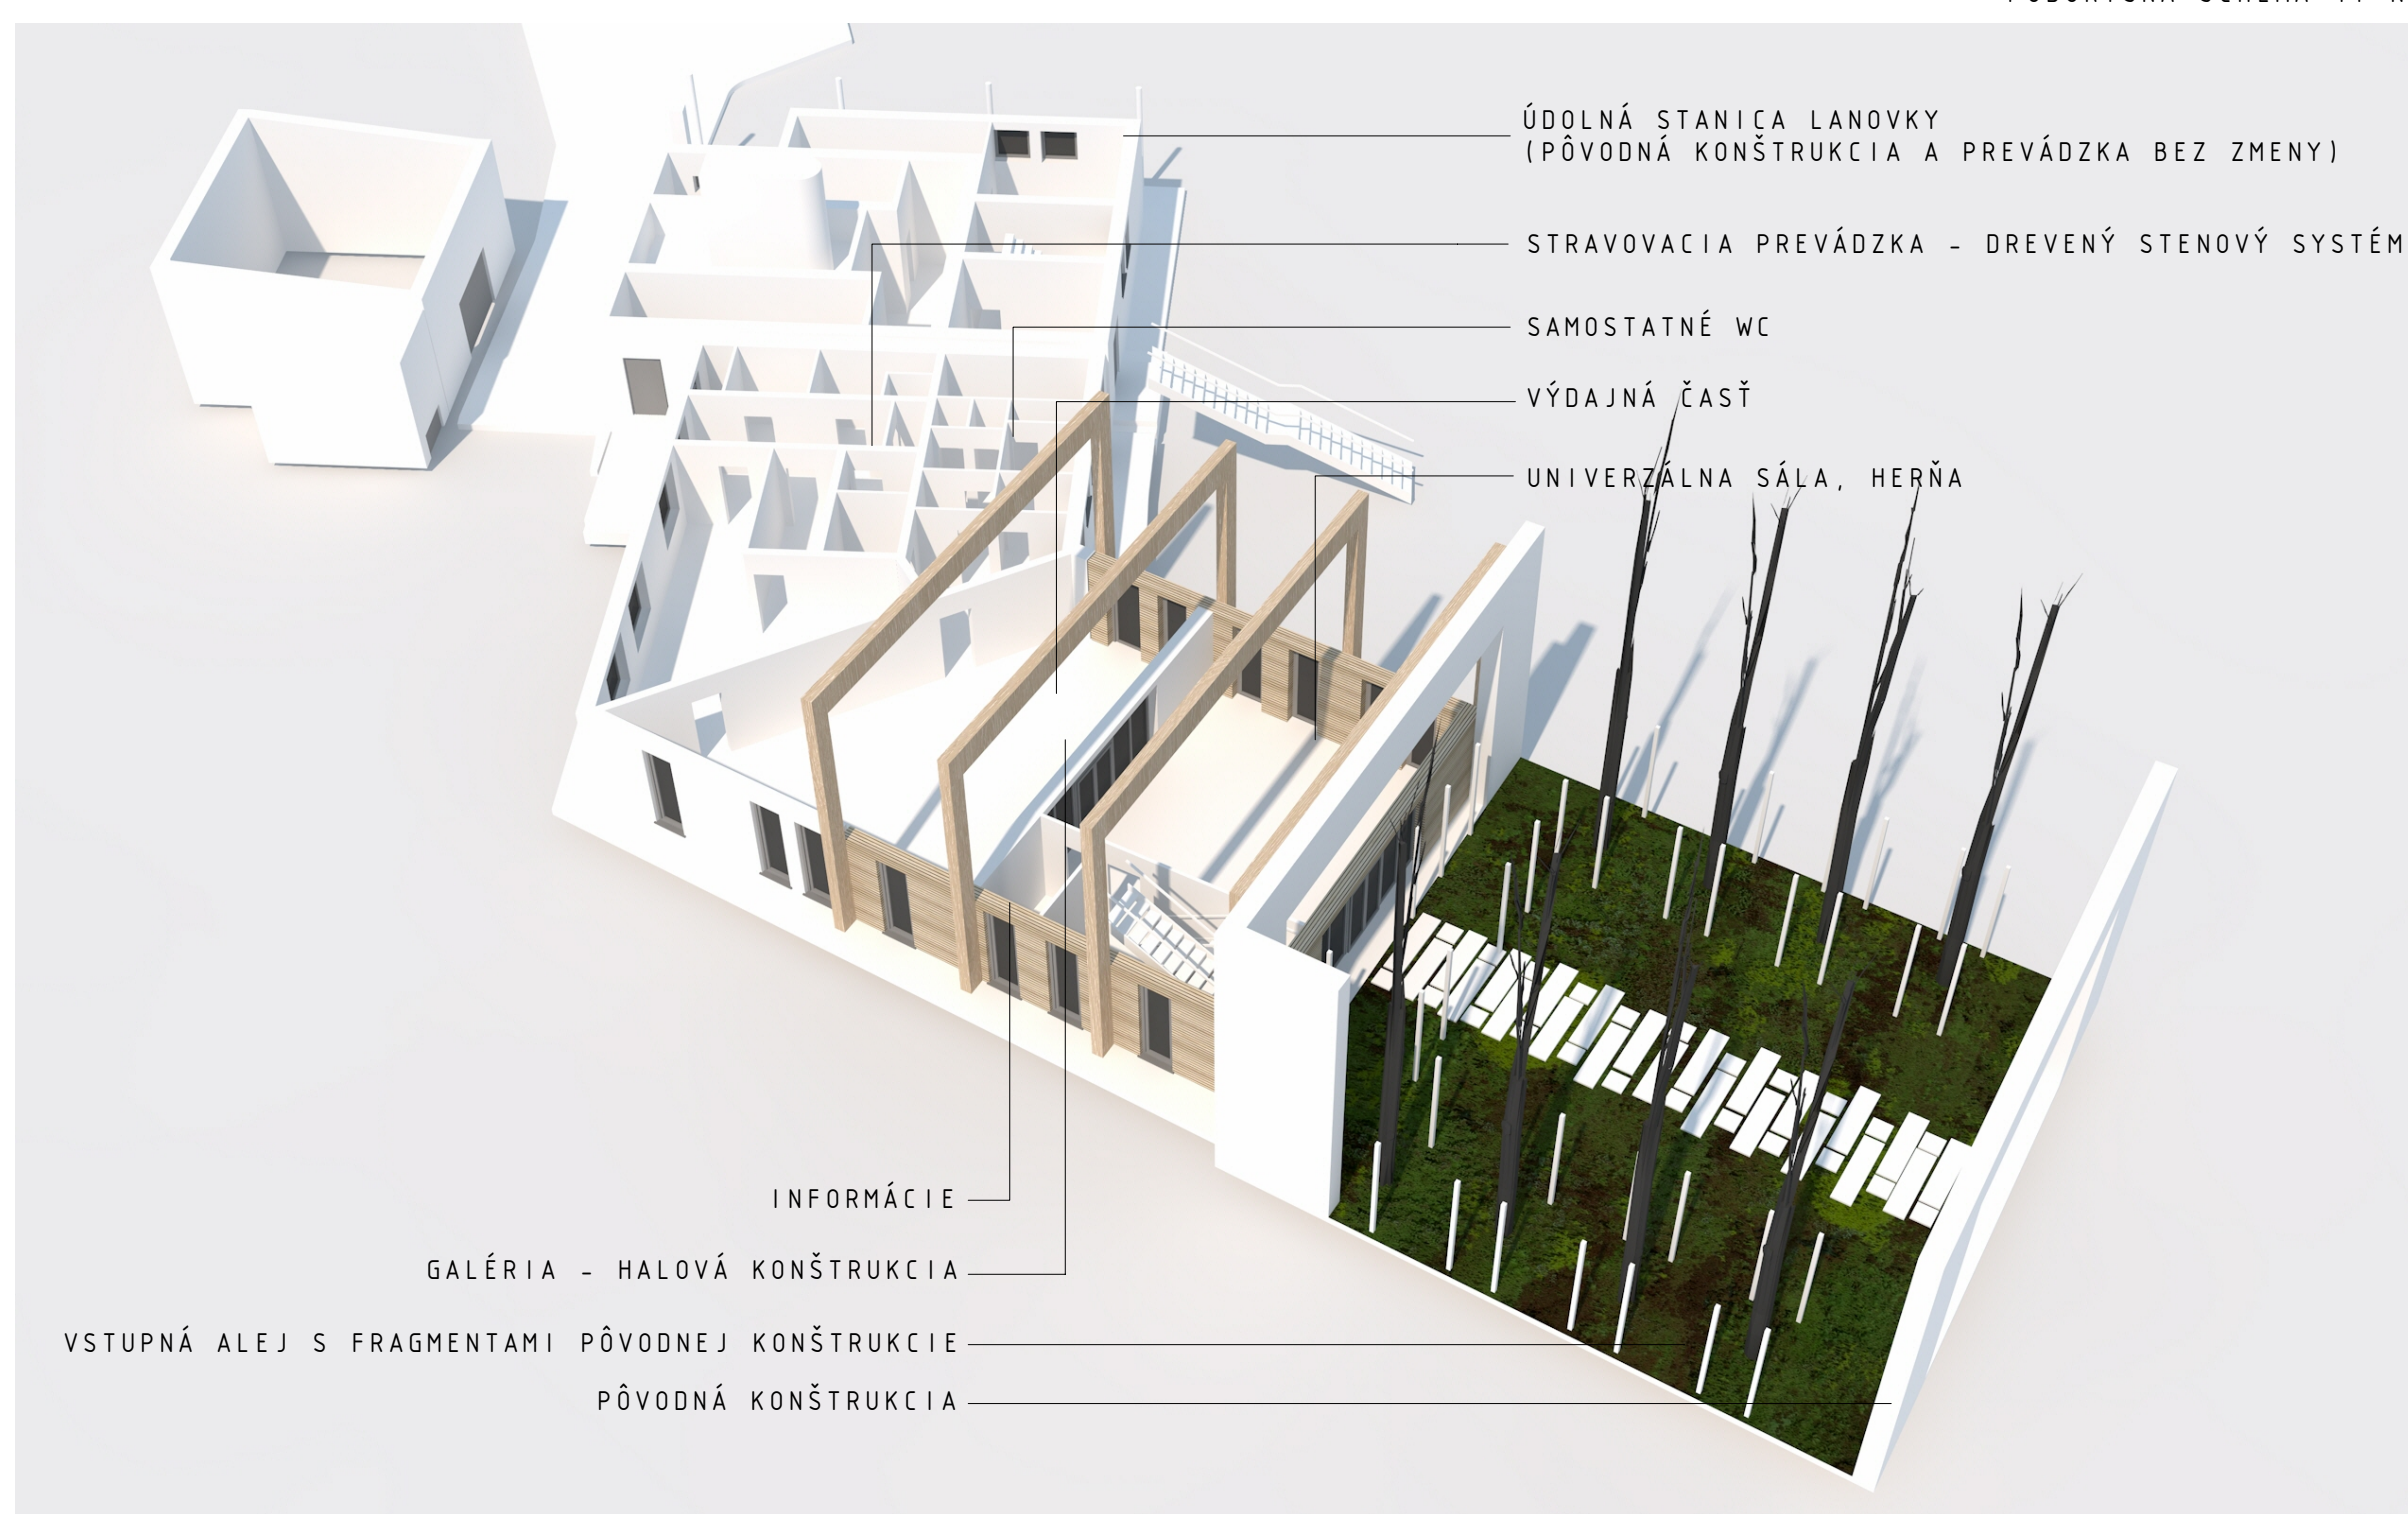 ÚDOLNÁ STANICA LANOVKY
(PÔVODNÁ KONŠTRUKCIA A PREVÁDZKA BEZ ZMENY)
STRAVOVACIA PREVÁDZKA - DREVENÝ STENOVÝ SYSTÉM
SAMOSTATNÉ WC
VÝDAJNÁ ČASŤ
UNIVERZÁLNA SÁLA, HERŇA
INFORMÁCIE
GALÉRIA - HALOVÁ KONŠTRUKCIA
VSTUPNÁ ALEJ S FRAGMENTAMI PÔVODNEJ KONŠTRUKCIE
PÔVODNÁ KONŠTRUKCIA